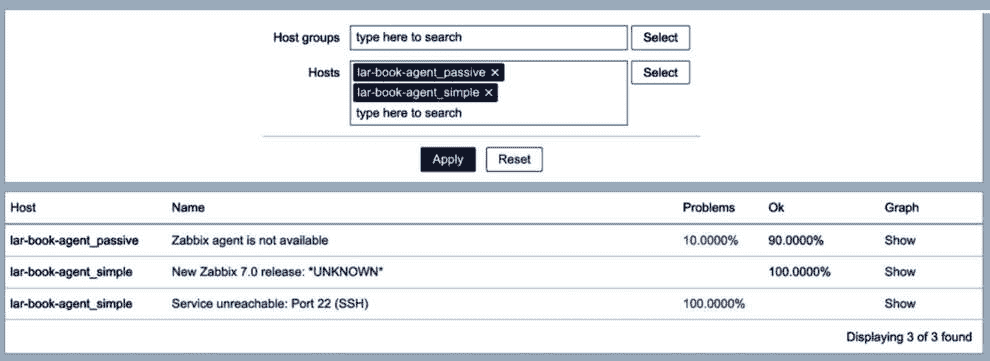 Host groups type here to search Select
Hosts lar-book-agent_passive × Select
lar-book-agent_simple ×
type here to search
Apply Reset
Host Name Problems Ok Graph
lar-book-agent_passive Zabbix agent is not available 10.0000% 90.0000% Show
lar-book-agent_simple New Zabbix 7.0 release: *UNKNOWN* 100.0000% Show
lar-book-agent_simple Service unreachable: Port 22 (SSH) 100.0000% Show
Displaying 3 of 3 found